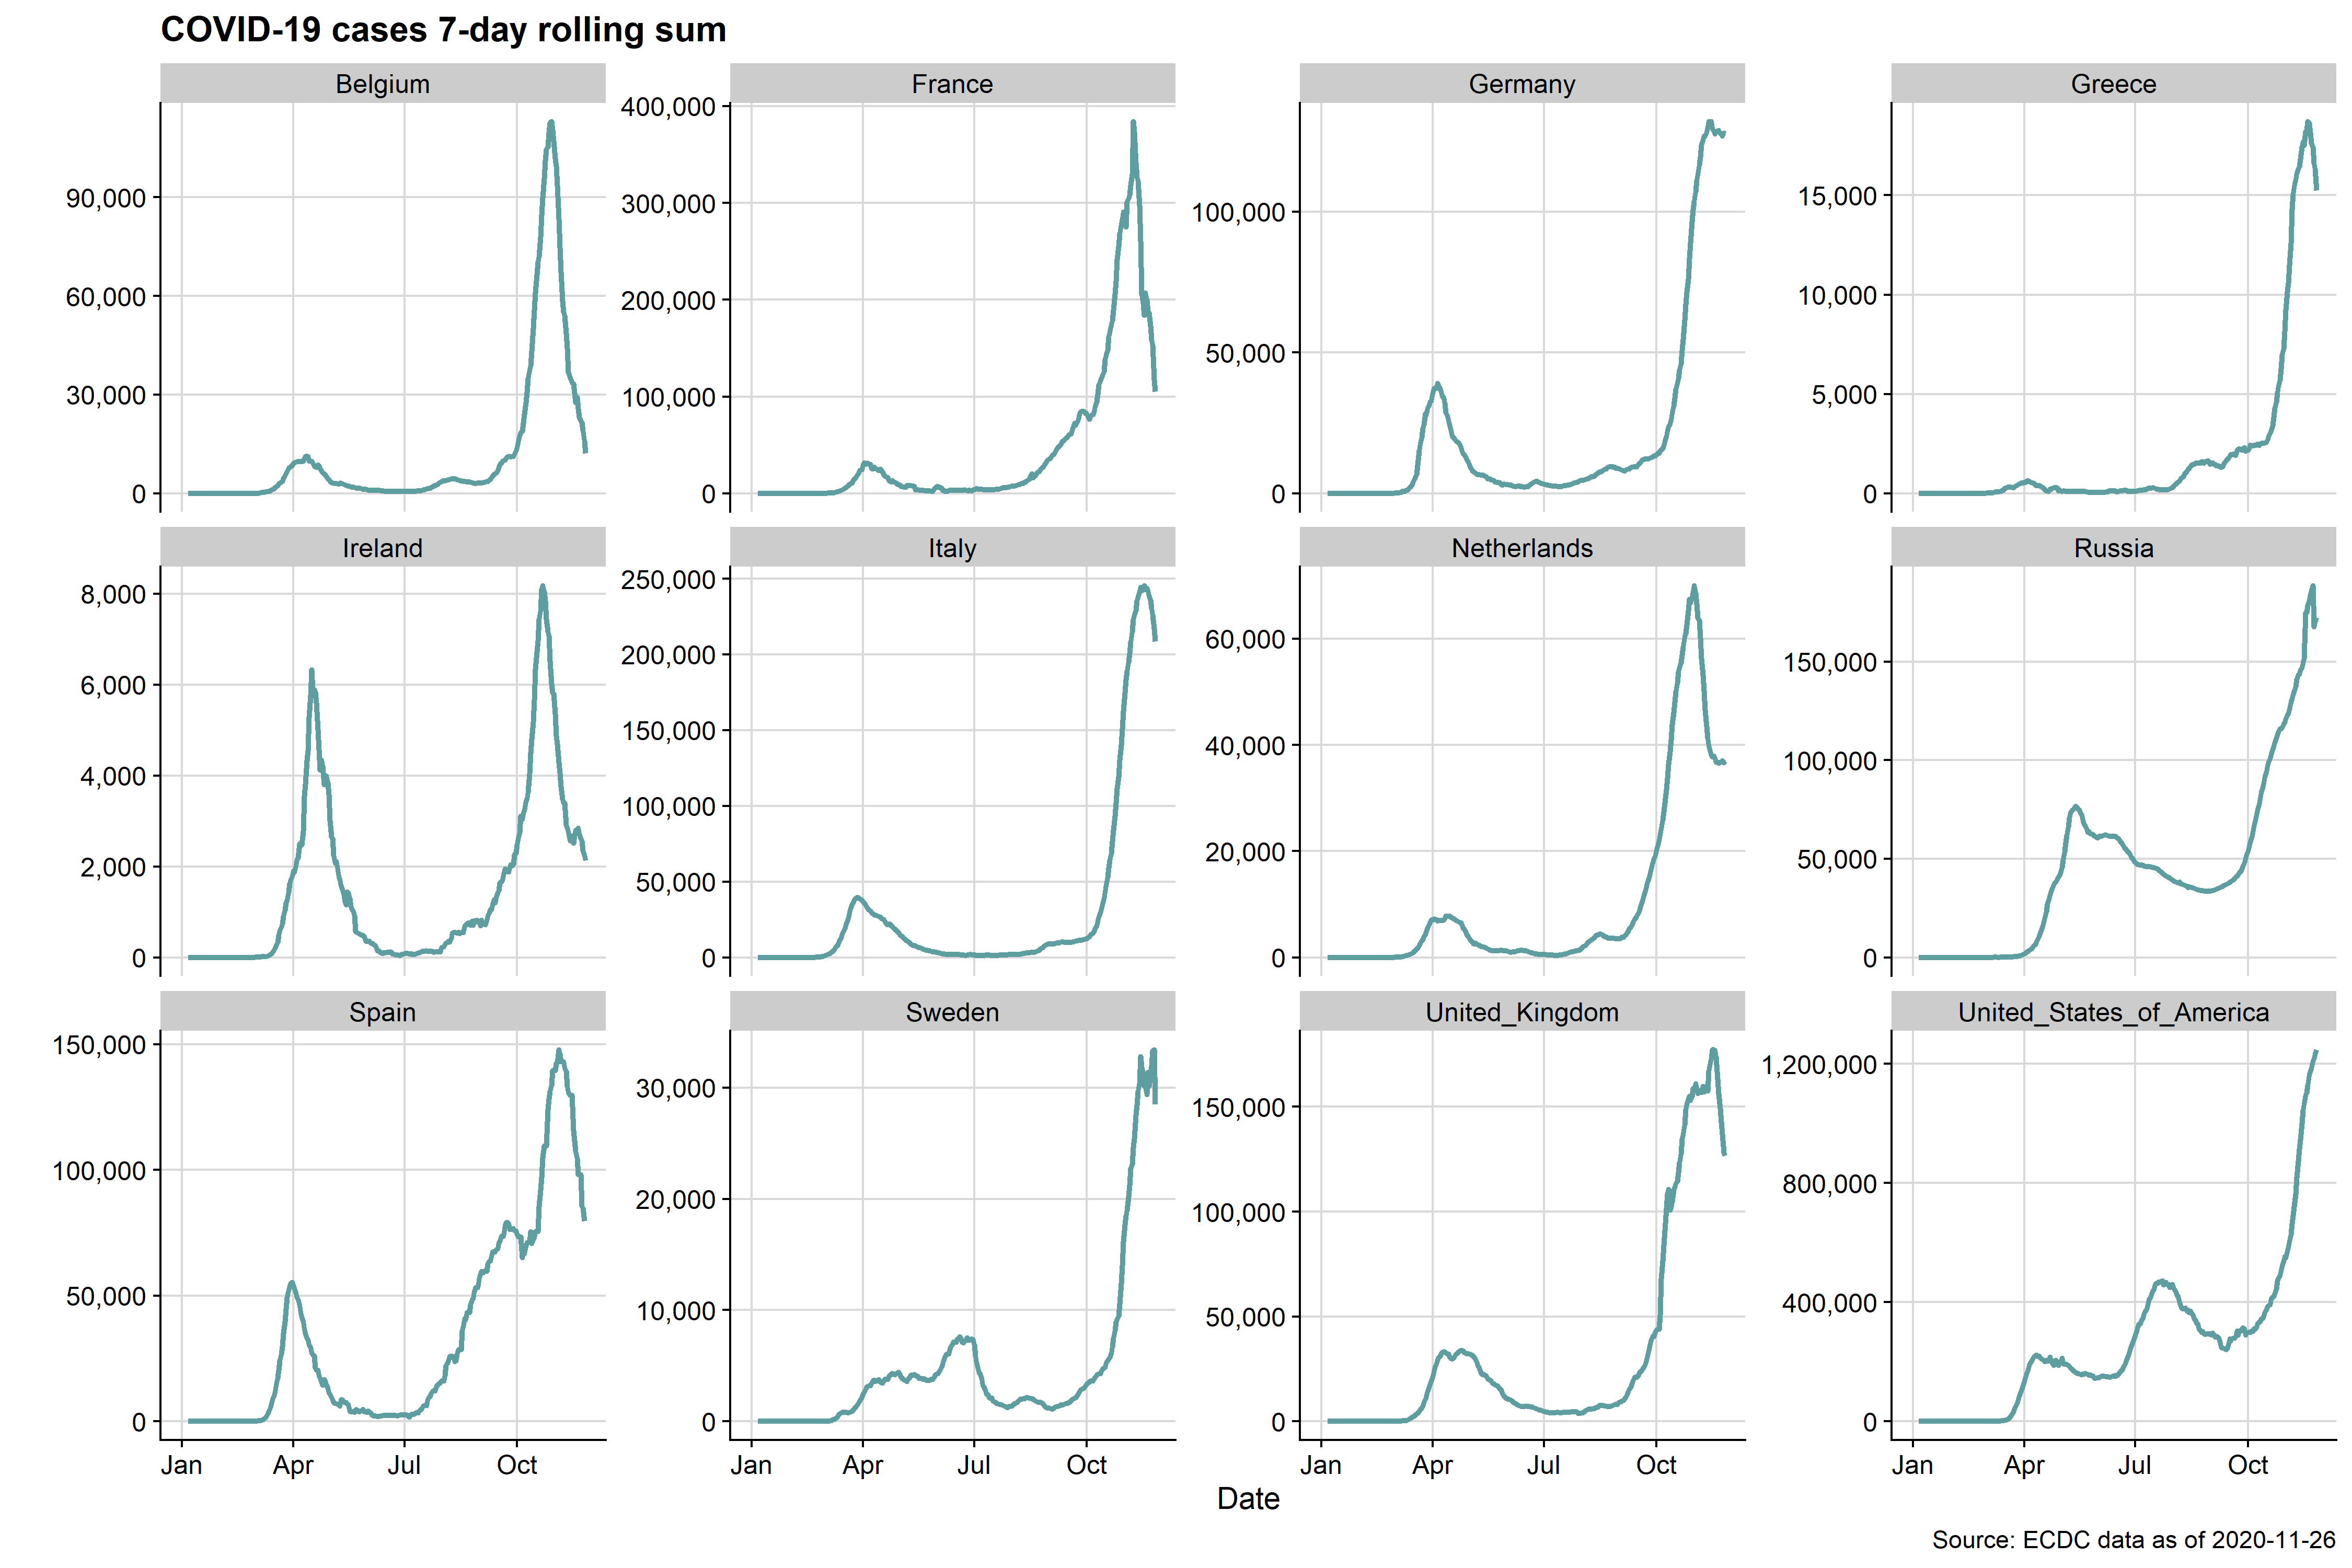 COVID-19 cases 7-day rolling sum
Belgium
France
Germany
Greece
90,000
60,000
30,000
0
400,000
300,000
200,000
100,000
0
100,000
50,000
0
15,000
10,000
5,000
0
Ireland
Italy
Netherlands
Russia
8,000
6,000
4,000
2,000
0
250,000
200,000
150,000
100,000
50,000
0
60,000
40,000
20,000
0
150,000
100,000
50,000
0
Spain
Sweden
United_Kingdom
United_States_of_America
150,000
100,000
50,000
0
30,000
20,000
10,000
0
150,000
100,000
50,000
0
1,200,000
800,000
400,000
0
Jan Apr Jul Oct
Jan Apr Jul Oct
Jan Apr Jul Oct
Jan Apr Jul Oct
Date
Source: ECDC data as of 2020-11-26